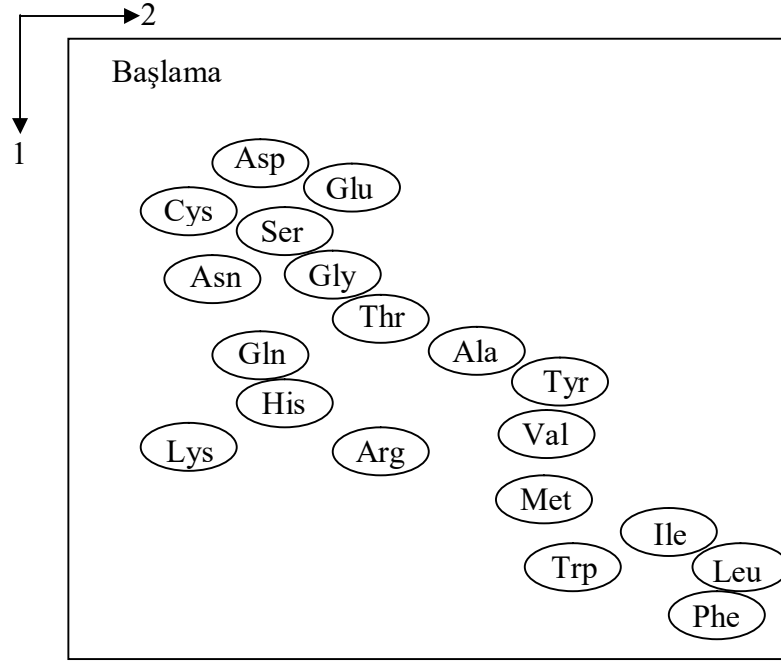 2
Başlama
1
Asp
Glu
Cys
Ser
Asn
Gly
Thr
Gln
Ala
Tyr
His
Val
Lys
Arg
Met
Ile
Trp
Leu
Phe